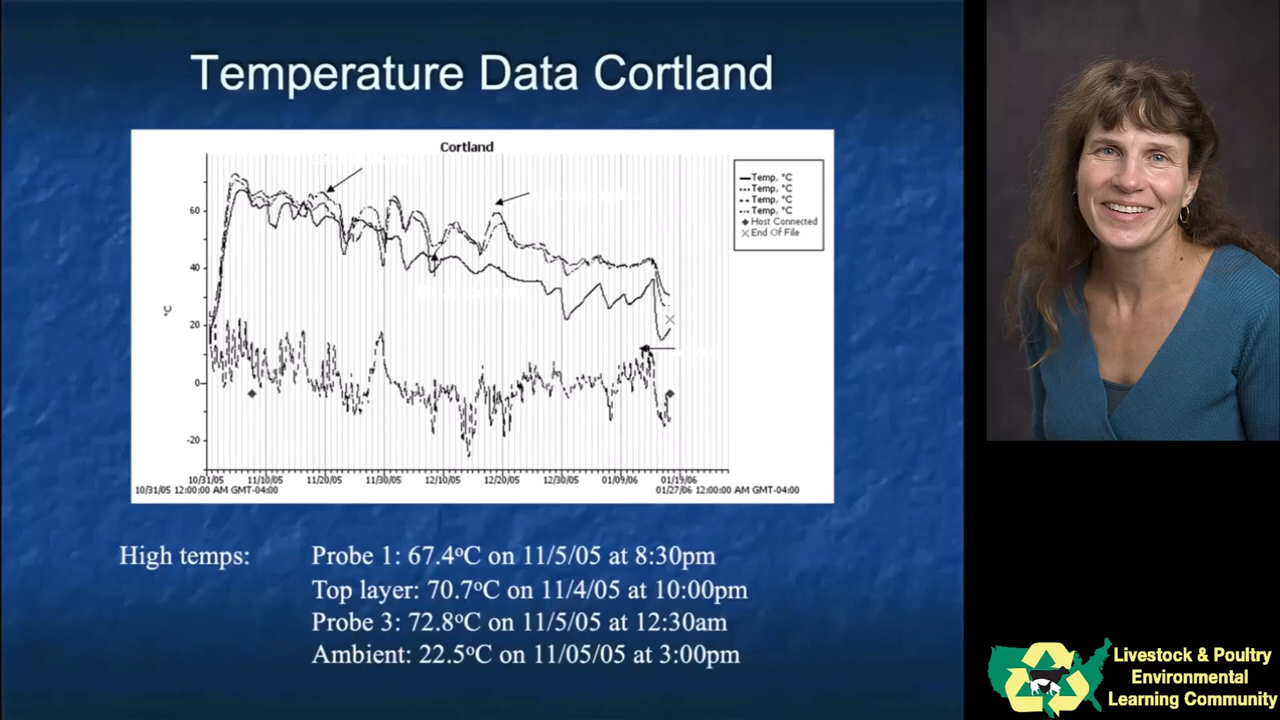 Temperature Data Cortland
Cortland
Temp, °C
Temp, °C
Temp, °C
Temp, °C
Host Connected
End Of File
°C
60
40
20
0
-20
10/31/05 11/10/05 11/20/05 11/30/05 12/10/05 12/20/05 12/30/05 01/09/06 01/19/06
10/31/05 12:00:00 AM GMT-04:00 01/27/06 12:00:00 AM GMT-04:00
High temps: Probe 1: 67.4°C on 11/5/05 at 8:30pm
Top layer: 70.7°C on 11/4/05 at 10:00pm
Probe 3: 72.8°C on 11/5/05 at 12:30am
Ambient: 22.5°C on 11/05/05 at 3:00pm
Livestock & Poultry
Environmental
Learning Community